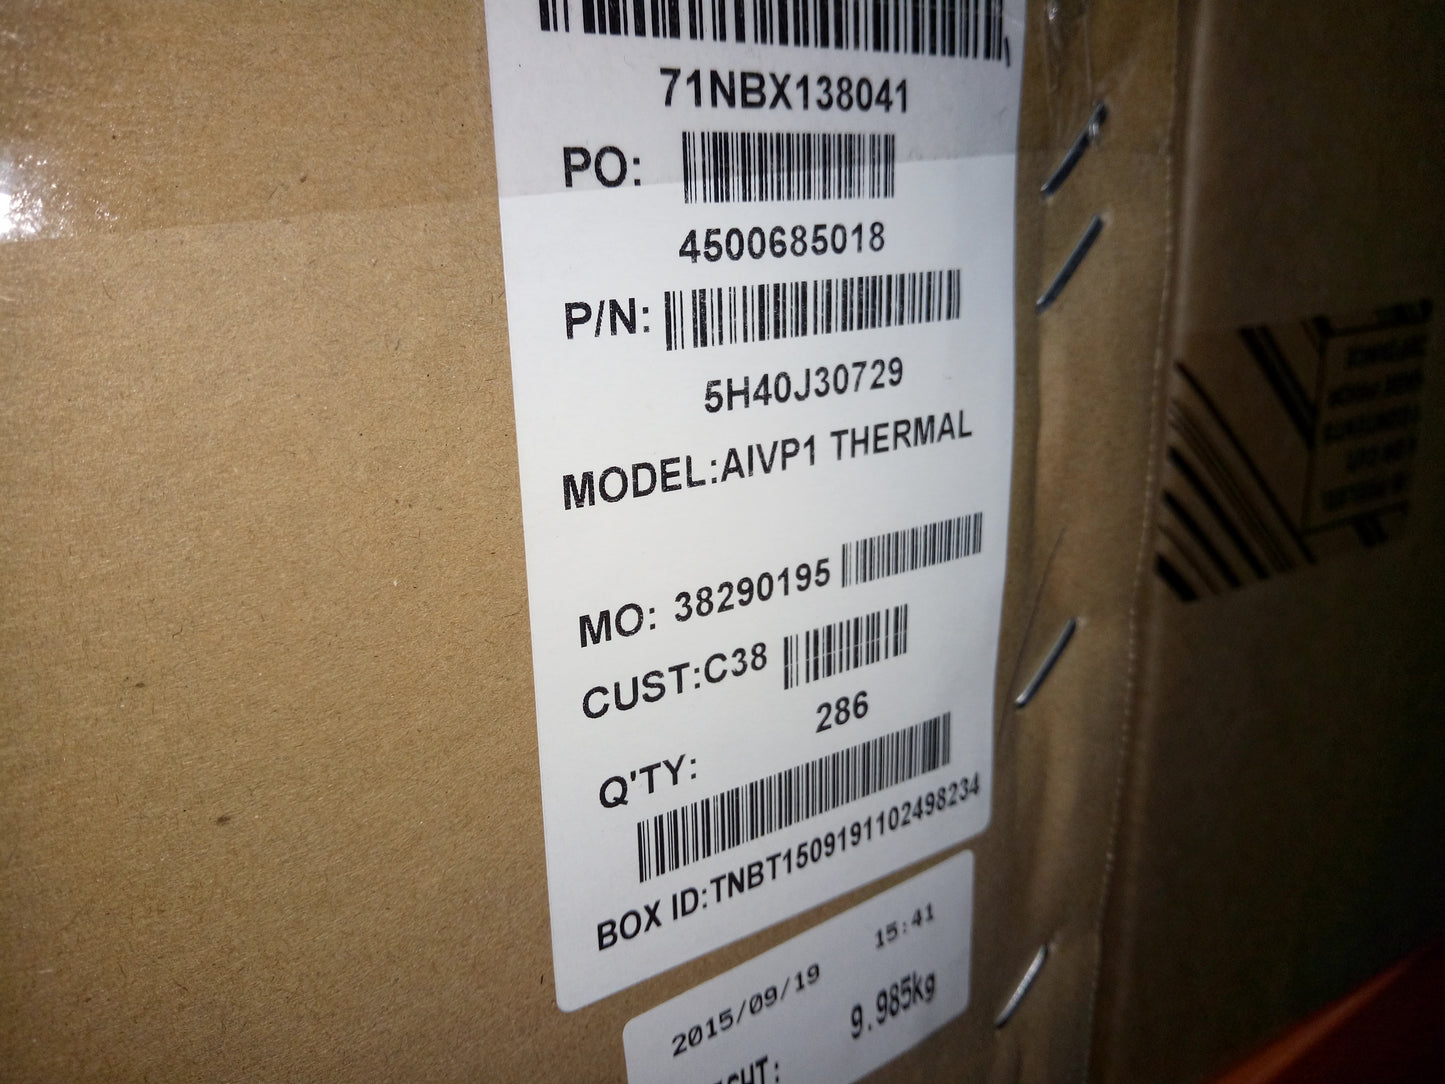 71NBX138041
PO:
4500685018
P/N:
5H40J30729
MODEL:AIVP1 THERMAL
MO: 38290195
CUST:C38
286
Q'TY:
BOX ID:TNBT1509191102498234
2015/09/19 15:41
9.985kg